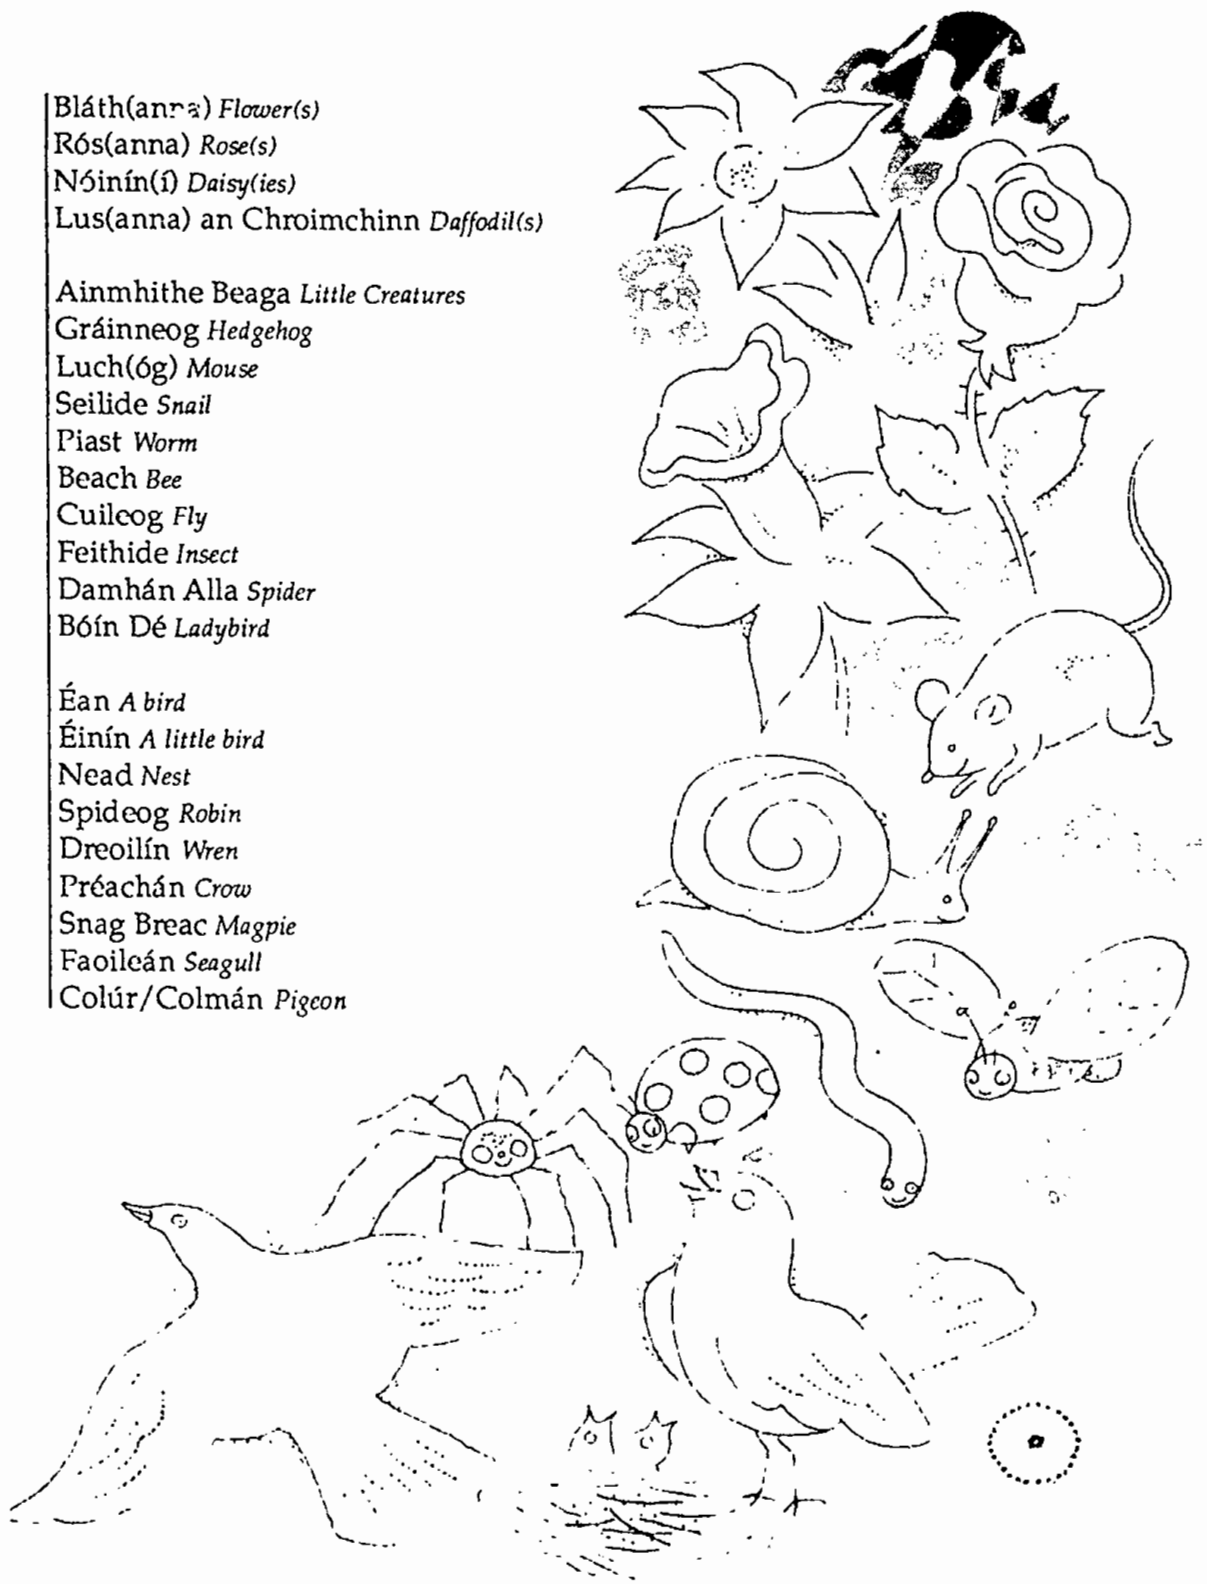 Bláth(anna) Flower(s)
Rós(anna) Rose(s)
Nóinín(í) Daisy(ies)
Lus(anna) an Chroimchinn Daffodil(s)
Ainmhithe Beaga Little Creatures
Gráinneog Hedgehog
Luch(óg) Mouse
Seilide Snail
Piast Worm
Beach Bee
Cuileog Fly
Feithide Insect
Damhán Alla Spider
Bóín Dé Ladybird
Éan A bird
Éinín A little bird
Nead Nest
Spideog Robin
Dreoilín Wren
Préachán Crow
Snag Breac Magpie
Faoileán Seagull
Colúr/Colmán Pigeon